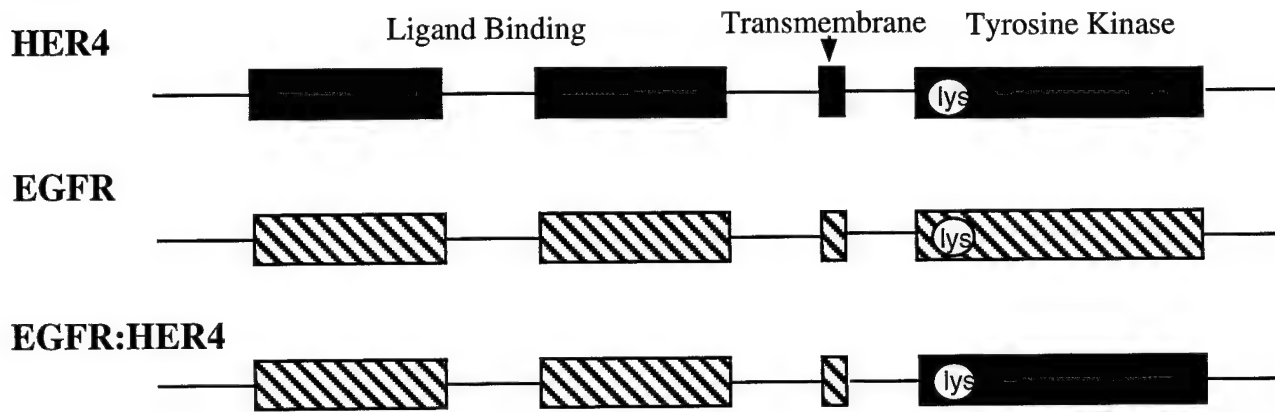 Ligand Binding Transmembrane Tyrosine Kinase
HER4
lys
EGFR
lys
EGFR:HER4
lys